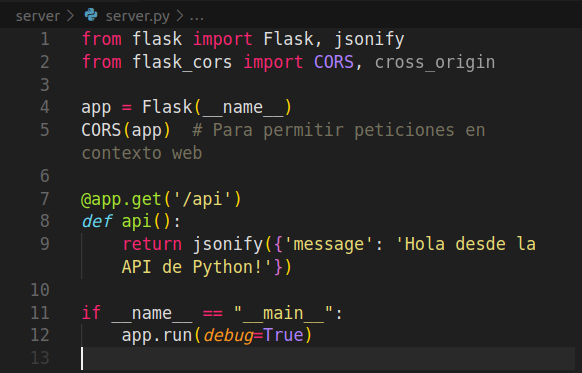 server > server.py > ...
1 from flask import Flask, jsonify
2 from flask_cors import CORS, cross_origin
3
4 app = Flask(__name__)
5 CORS(app)  # Para permitir peticiones en
contexto web
6
7 @app.get('/api')
8 def api():
9     return jsonify({'message': 'Hola desde la
API de Python!'})
10
11 if __name__ == "__main__":
12     app.run(debug=True)
13